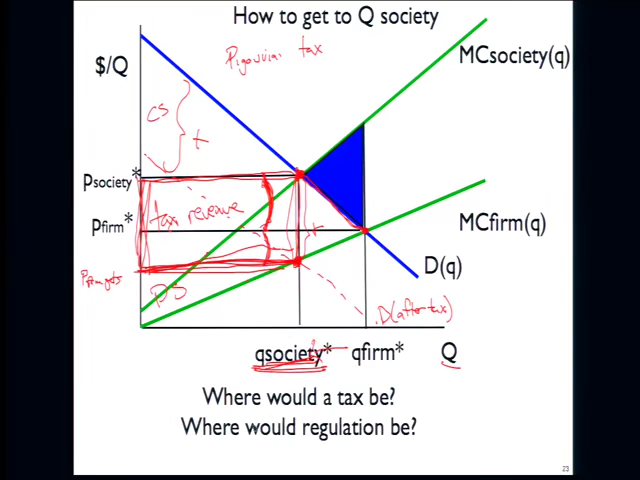 How to get to Q society
$/Q
Pigouvian tax
MCsociety(q)
CS
t
psociety*
tax revenue
pfirm*
t
MCfirm(q)
D(q)
PS
D(after tax)
qsociety*
qfirm*
Q
Where would a tax be?
Where would regulation be?
23